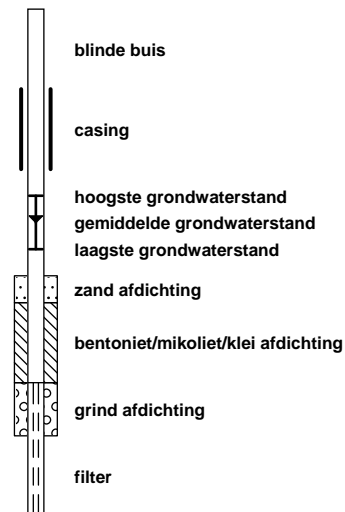 blinde buis
casing
hoogste grondwaterstand
gemiddelde grondwaterstand
laagste grondwaterstand
zand afdichting
bentoniet/mikoliet/klei afdichting
grind afdichting
filter